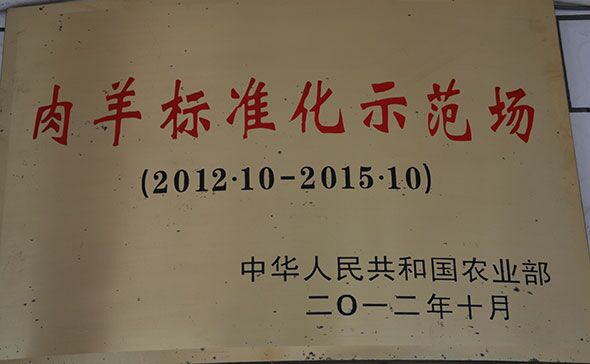 肉羊标准化示范场
(2012·10-2015·10)
中华人民共和国农业部
二〇一二年十月